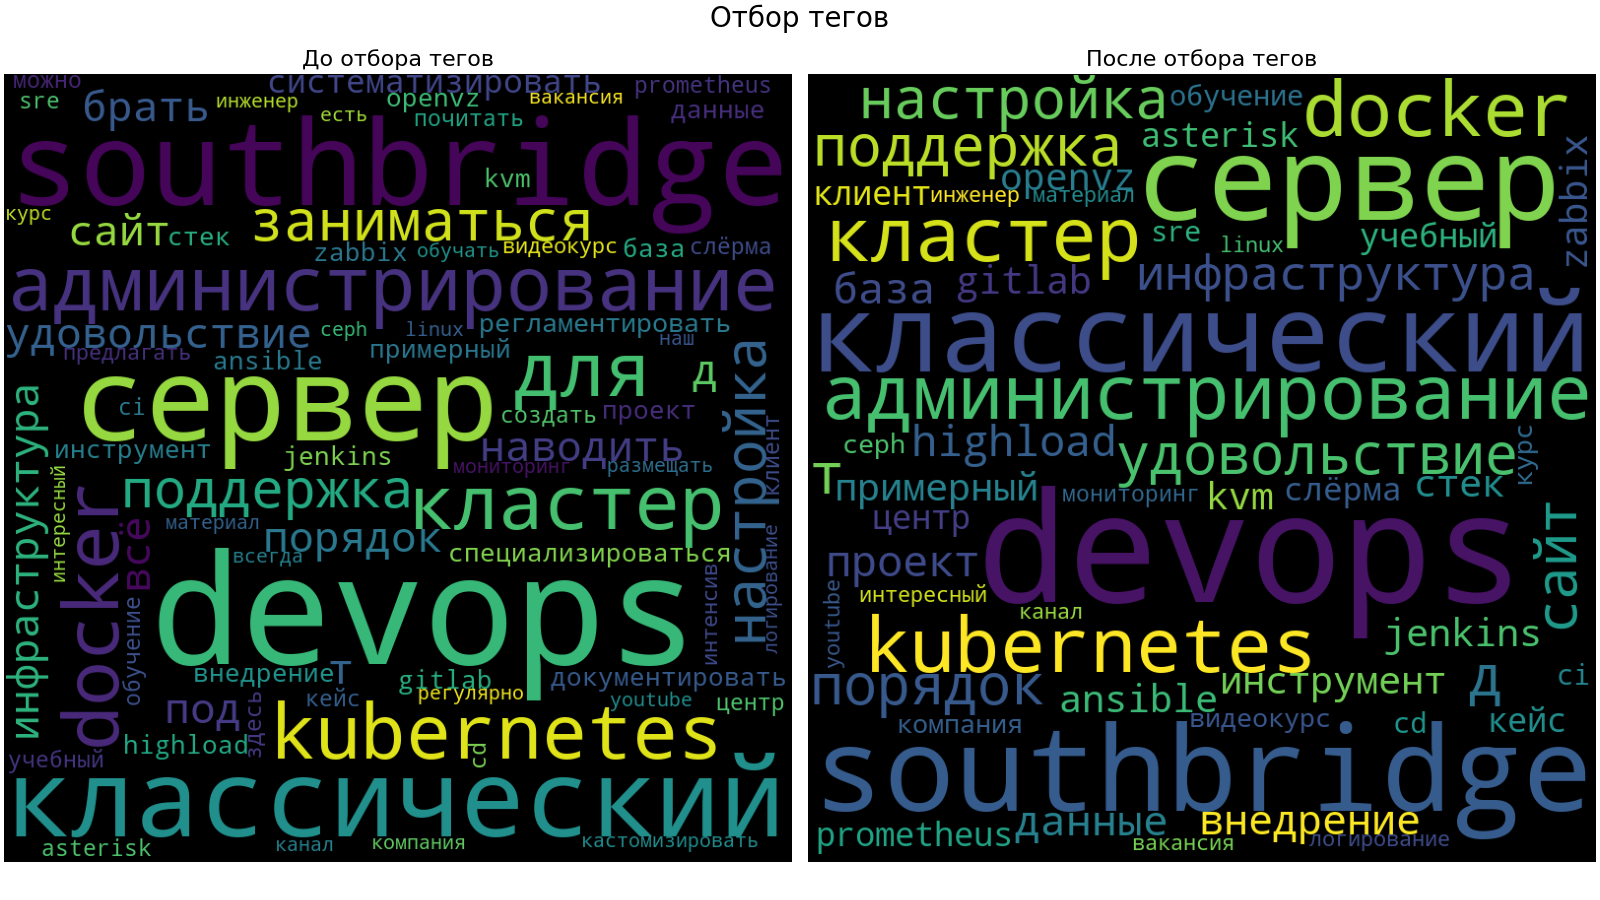 Отбор тегов
До отбора тегов
можно
систематизировать
prometheus
sre
брать
инженер
openvz
вакансия
есть
почитать
данные
southbridge
kvm
курс
сайт
стек
заниматься
zabbix
обучать
видеокурс
база
слёрма
администрирование
удовольствие
ceph
linux
регламентировать
наш
предлагать
ansible
примерный
сервер
для
д
настройка
ci
создать
проект
инфраструктура
инструмент
jenkins
наводить
клиент
мониторинг
размещать
интересный
docker
всё
поддержка
кластер
материал
порядок
всегда
специализироваться
логирование
devops
интенсив
обучение
внедрение
т
gitlab
документировать
кейс
регулярно
youtube
центр
под
здесь
highload
kubernetes
cd
учебный
классический
asterisk
канал
компания
кастомизировать
После отбора тегов
настройка
обучение
docker
поддержка
asterisk
zabbix
openvz
сервер
клиент
инженер
материал
кластер
sre
linux
учебный
база
gitlab
инфраструктура
классический
администрирование
ceph
highload
удовольствие
курс
т
примерный
мониторинг
kvm
слёрма
стек
центр
devops
проект
сайт
интересный
youtube
канал
kubernetes
jenkins
порядок
ansible
инструмент
д
ci
компания
видеокурс
cd
кейс
southbridge
prometheus
данные
внедрение
вакансия
логирование